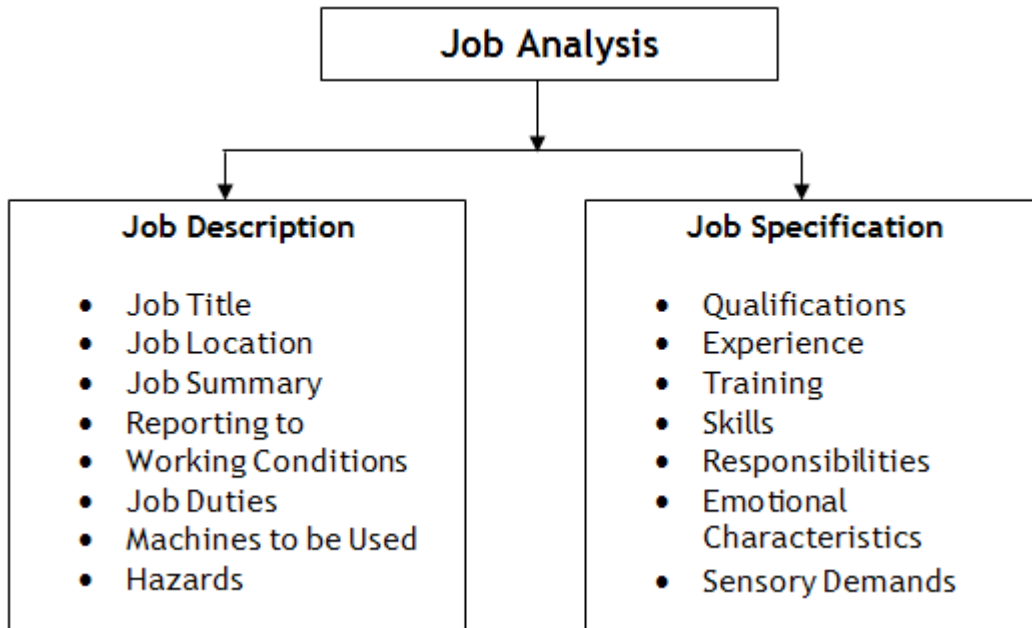 Job Analysis
Job Description
• Job Title
• Job Location
• Job Summary
• Reporting to
• Working Conditions
• Job Duties
• Machines to be Used
• Hazards
Job Specification
• Qualifications
• Experience
• Training
• Skills
• Responsibilities
• Emotional
Characteristics
• Sensory Demands